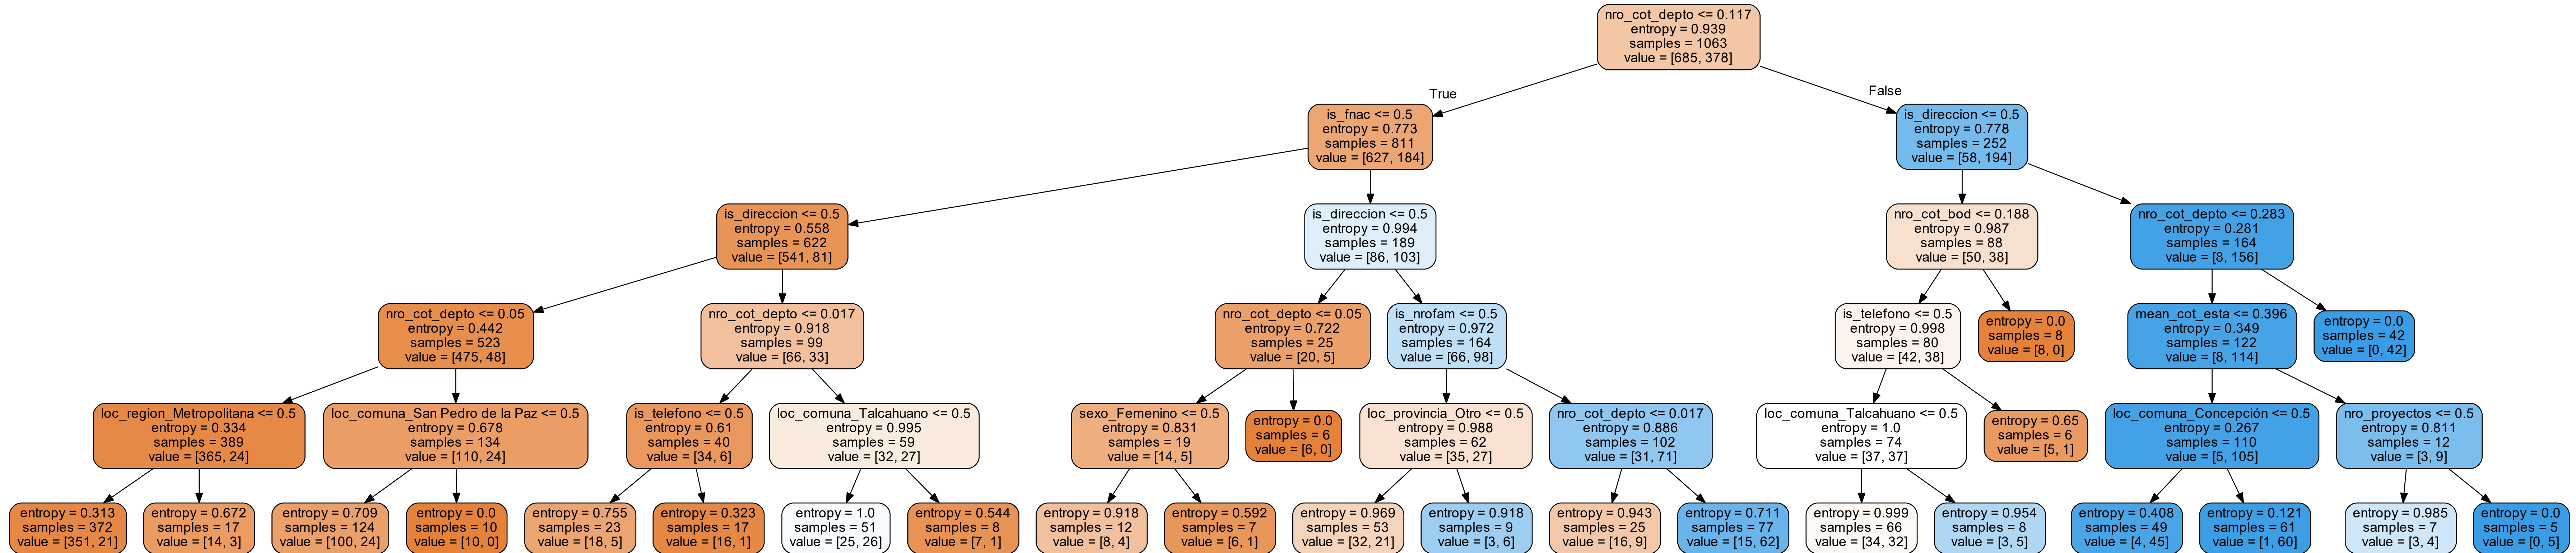 nro_cot_depto <= 0.117
entropy = 0.939
samples = 1063
value = [685, 378]
True
False
is_fnac <= 0.5
entropy = 0.773
samples = 811
value = [627, 184]
is_direccion <= 0.5
entropy = 0.778
samples = 252
value = [58, 194]
is_direccion <= 0.5
entropy = 0.558
samples = 622
value = [541, 81]
is_direccion <= 0.5
entropy = 0.994
samples = 189
value = [86, 103]
nro_cot_bod <= 0.188
entropy = 0.987
samples = 88
value = [50, 38]
nro_cot_depto <= 0.283
entropy = 0.281
samples = 164
value = [8, 156]
nro_cot_depto <= 0.05
entropy = 0.442
samples = 523
value = [475, 48]
nro_cot_depto <= 0.017
entropy = 0.918
samples = 99
value = [66, 33]
nro_cot_depto <= 0.05
entropy = 0.722
samples = 25
value = [20, 5]
is_nrofam <= 0.5
entropy = 0.972
samples = 164
value = [66, 98]
is_telefono <= 0.5
entropy = 0.998
samples = 80
value = [42, 38]
entropy = 0.0
samples = 8
value = [8, 0]
mean_cot_esta <= 0.396
entropy = 0.349
samples = 122
value = [8, 114]
entropy = 0.0
samples = 42
value = [0, 42]
loc_region_Metropolitana <= 0.5
entropy = 0.334
samples = 389
value = [365, 24]
loc_comuna_San Pedro de la Paz <= 0.5
entropy = 0.678
samples = 134
value = [110, 24]
is_telefono <= 0.5
entropy = 0.61
samples = 40
value = [34, 6]
loc_comuna_Talcahuano <= 0.5
entropy = 0.995
samples = 59
value = [32, 27]
sexo_Femenino <= 0.5
entropy = 0.831
samples = 19
value = [14, 5]
entropy = 0.0
samples = 6
value = [6, 0]
loc_provincia_Otro <= 0.5
entropy = 0.988
samples = 62
value = [35, 27]
nro_cot_depto <= 0.017
entropy = 0.886
samples = 102
value = [31, 71]
loc_comuna_Talcahuano <= 0.5
entropy = 1.0
samples = 74
value = [37, 37]
entropy = 0.65
samples = 6
value = [5, 1]
loc_comuna_Concepción <= 0.5
entropy = 0.267
samples = 110
value = [5, 105]
nro_proyectos <= 0.5
entropy = 0.811
samples = 12
value = [3, 9]
entropy = 0.313
samples = 372
value = [351, 21]
entropy = 0.672
samples = 17
value = [14, 3]
entropy = 0.709
samples = 124
value = [100, 24]
entropy = 0.0
samples = 10
value = [10, 0]
entropy = 0.755
samples = 23
value = [18, 5]
entropy = 0.323
samples = 17
value = [16, 1]
entropy = 1.0
samples = 51
value = [25, 26]
entropy = 0.544
samples = 8
value = [7, 1]
entropy = 0.918
samples = 12
value = [8, 4]
entropy = 0.592
samples = 7
value = [6, 1]
entropy = 0.969
samples = 53
value = [32, 21]
entropy = 0.918
samples = 9
value = [3, 6]
entropy = 0.943
samples = 25
value = [16, 9]
entropy = 0.711
samples = 77
value = [15, 62]
entropy = 0.999
samples = 66
value = [34, 32]
entropy = 0.954
samples = 8
value = [3, 5]
entropy = 0.408
samples = 49
value = [4, 45]
entropy = 0.121
samples = 61
value = [1, 60]
entropy = 0.985
samples = 7
value = [3, 4]
entropy = 0.0
samples = 5
value = [0, 5]